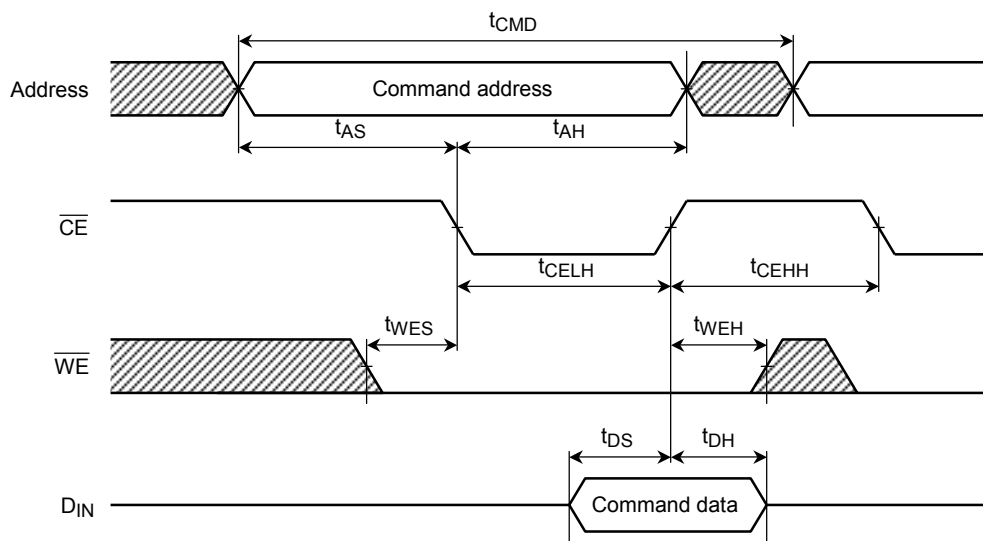 tCMD
Address
Command address
tAS
tAH
CE
tCELH
tCEHH
tWES
tWEH
WE
tDS
tDH
DIN
Command data